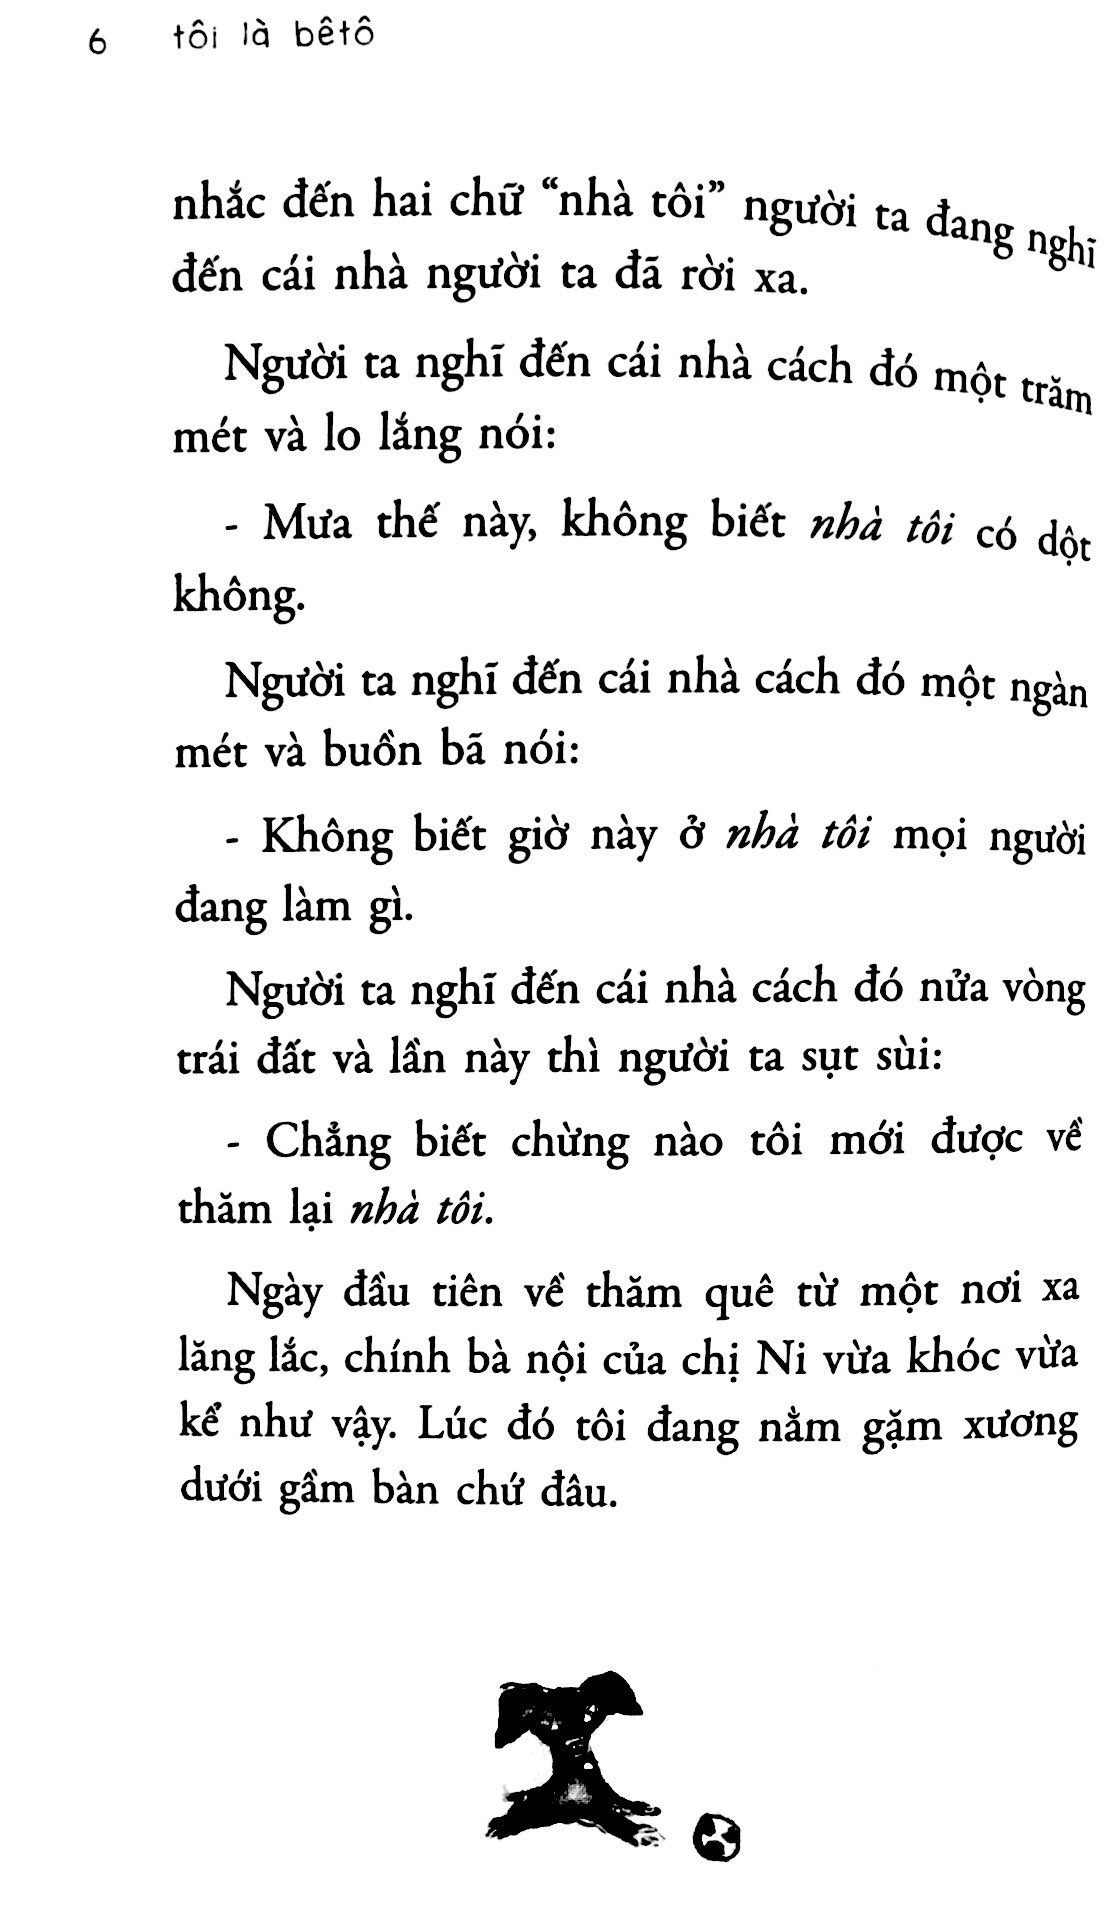 6 tôi là bêtô
nhắc đến hai chữ “nhà tôi” người ta đang nghĩ
đến cái nhà người ta đã rời xa.
Người ta nghĩ đến cái nhà cách đó một trăm
mét và lo lắng nói:
- Mưa thế này, không biết nhà tôi có dột
không.
Người ta nghĩ đến cái nhà cách đó một ngàn
mét và buồn bã nói:
- Không biết giờ này ở nhà tôi mọi người
đang làm gì.
Người ta nghĩ đến cái nhà cách đó nửa vòng
trái đất và lần này thì người ta sụt sùi:
- Chẳng biết chừng nào tôi mới được về
thăm lại nhà tôi.
Ngày đầu tiên về thăm quê từ một nơi xa
lăng lắc, chính bà nội của chị Ni vừa khóc vừa
kể như vậy. Lúc đó tôi đang nằm gặm xương
dưới gầm bàn chứ đâu.